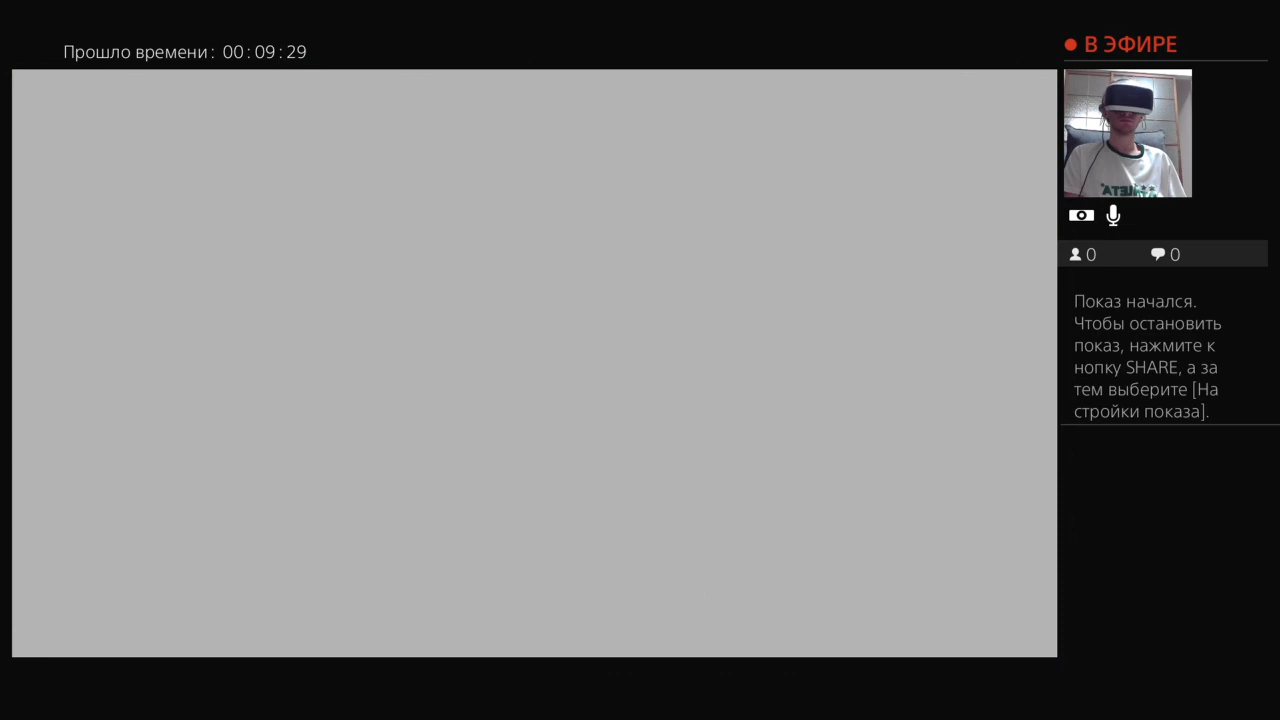 Прошло времени: 00:09:29
В ЭФИРЕ
0 0
Показ начался.
Чтобы остановить
показ, нажмите к
нопку SHARE, а за
тем выберите [На
стройки показа].